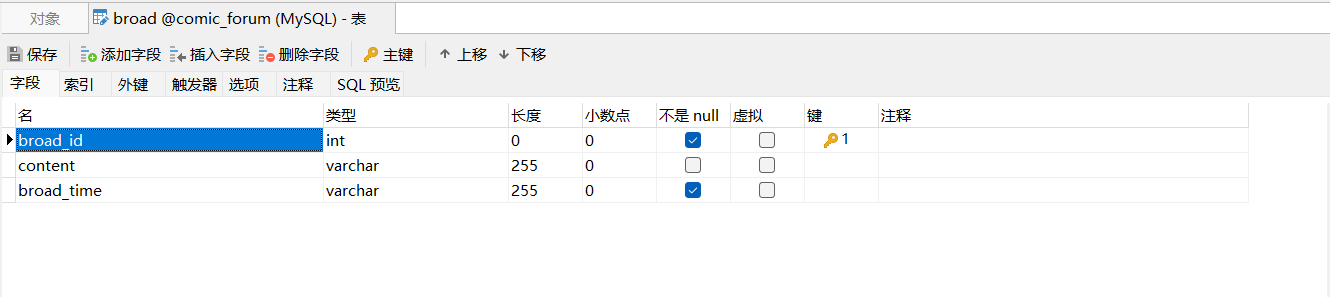 对象 broad @comic_forum (MySQL) - 表
保存 添加字段 插入字段 删除字段 主键 上移 下移
字段 索引 外键 触发器 选项 注释 SQL 预览
名 类型 长度 小数点 不是 null 虚拟 键 注释
broad_id int 0 0 1
content varchar 255 0
broad_time varchar 255 0